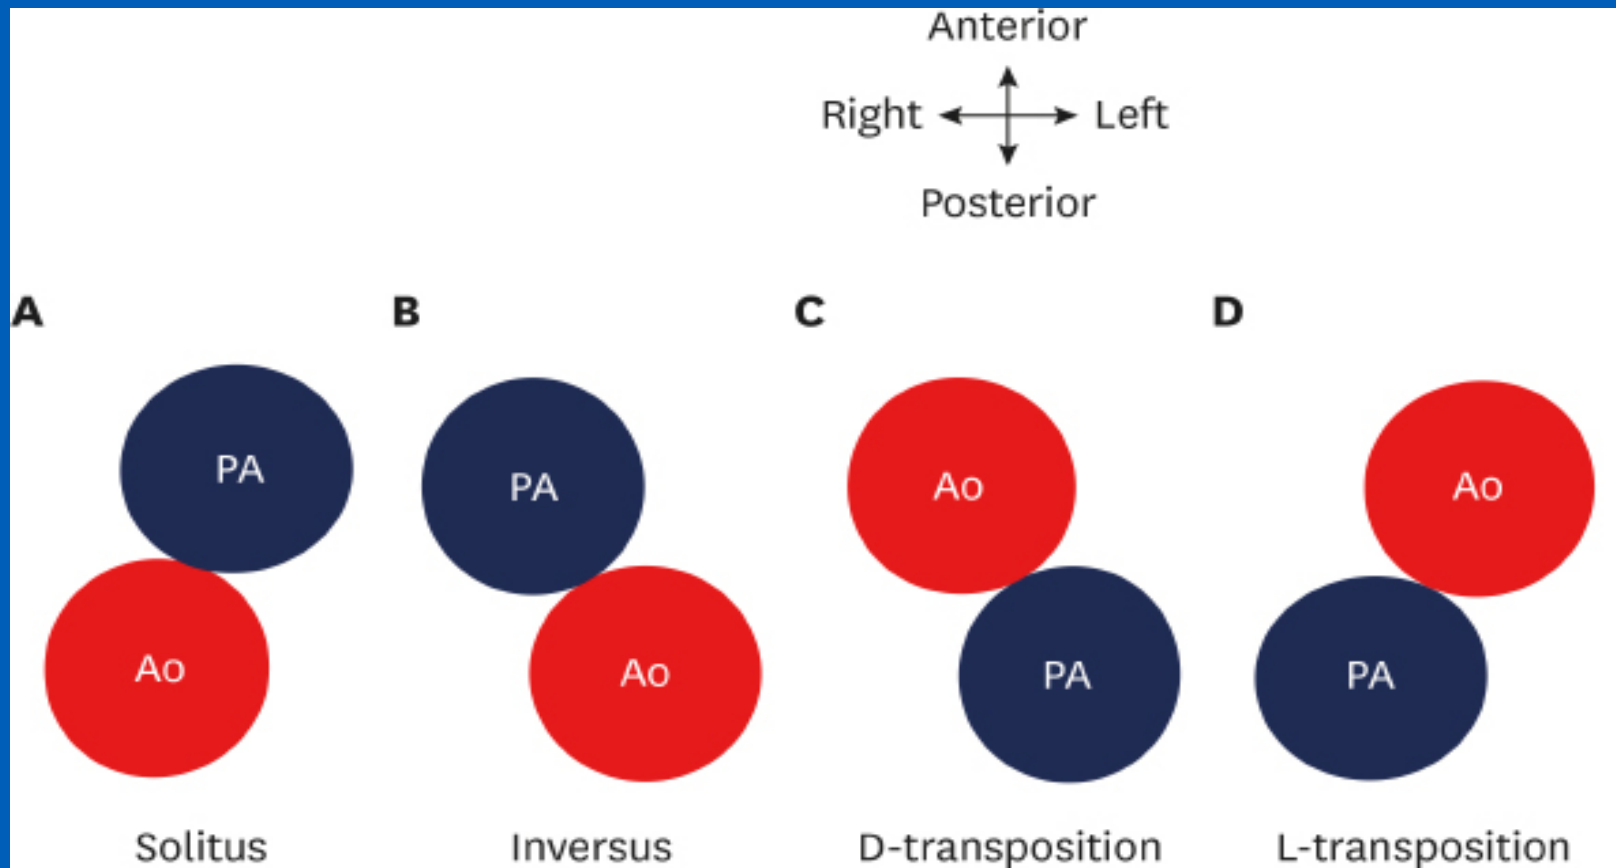 Anterior
Right Left
Posterior
A B C D
PA PA Ao Ao
Ao Ao PA PA
Solitus Inversus D-transposition L-transposition